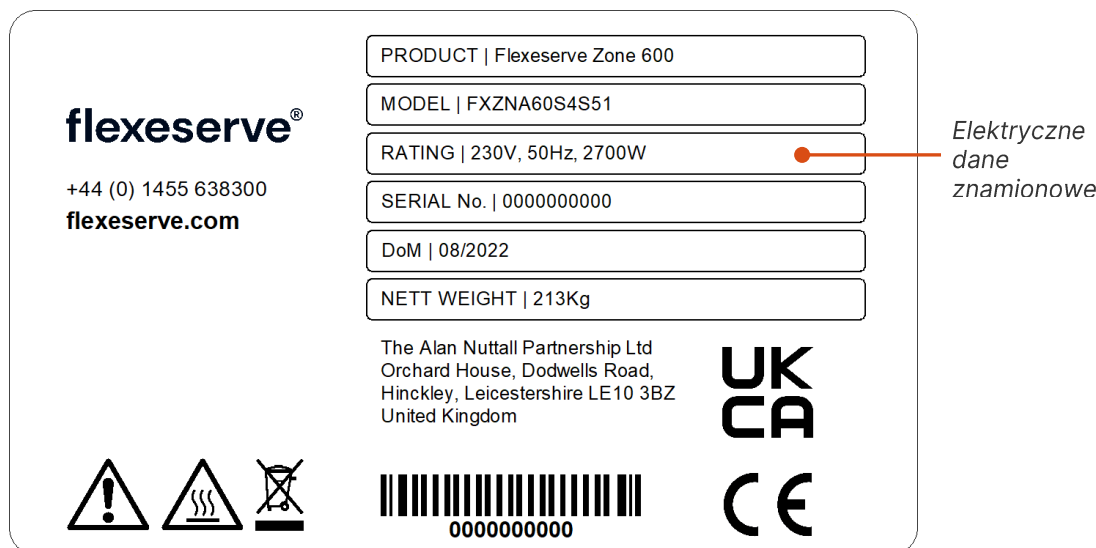 flexeserve®
+44 (0) 1455 638300
flexeserve.com
PRODUCT | Flexeserve Zone 600
MODEL | FXZNA60S4S51
RATING | 230V, 50Hz, 2700W
SERIAL No. | 0000000000
DoM | 08/2022
NETT WEIGHT | 213Kg
Elektryczne
dane
znamionowe
The Alan Nuttall Partnership Ltd
Orchard House, Dodwells Road,
Hinckley, Leicestershire LE10 3BZ
United Kingdom
UK
CA
CE
0000000000